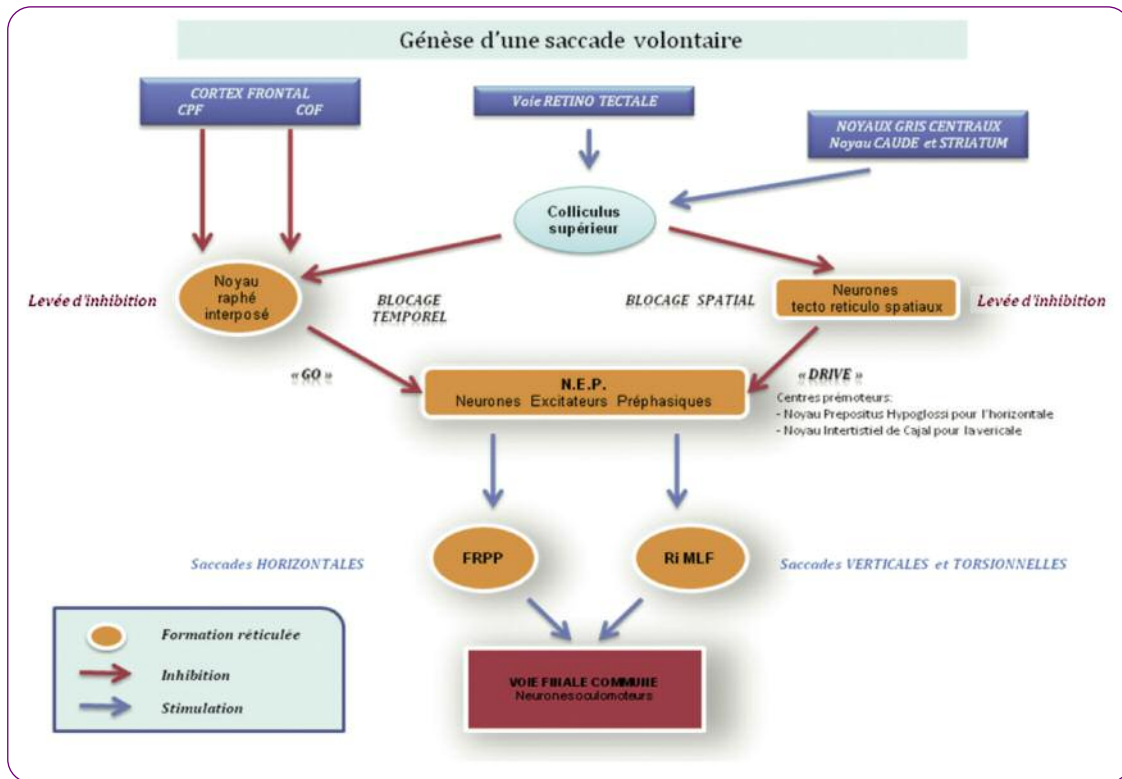 Génèse d'une saccade volontaire
CORTEX FRONTAL
CPF COF
Voie RETINO TECTALE
NOYAUX GRIS CENTRAUX
Noyau CAUDE et STRIATUM
Colliculus
supérieur
Levée d'inhibition
Noyau
raphé
interposé
BLOCAGE
TEMPOREL
BLOCAGE SPATIAL
Neurones
tecto reticulo spatiaux
Levée d'inhibition
« GO »
N.E.P.
Neurones Excitateurs Préphasiques
« DRIVE »
Centres prémoteurs:
- Noyau Prepositus Hypoglossi pour l'horizontale
- Noyau Intertistiel de Cajal pour la vericale
Saccades HORIZONTALES
FRPP
Ri MLF
Saccades VERTICALES et TORSIONNELLES
Formation réticulée
Inhibition
Stimulation
VOIE FINALE COMMUNE
Neurones oculomoteurs